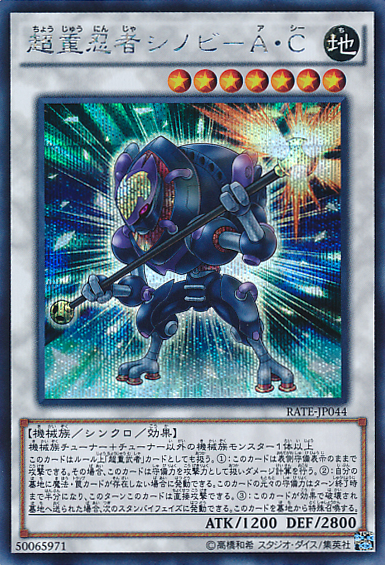 超重忍者シノビーA・C
地
RATE-JP044
【機械族／シンクロ／効果】
機械族チューナー＋チューナー以外の機械族モンスター1体以上
このカードはルール上「超重武者」カードとしても扱う。①：このカードは表側守備表示のままで
攻撃できる。その場合、このカードは守備力を攻撃力として扱いダメージ計算を行う。②：自分の
墓地に魔法・罠カードが存在しない場合に発動できる。このカードの元々の守備力はターン終了時
まで半分になり、このターンこのカードは直接攻撃できる。③：このカードが戦闘・効果で破壊され
墓地へ送られた場合、次のスタンバイフェイズに発動できる。このカードを墓地から特殊召喚する。
ATK/1200 DEF/2800
50065971
©高橋和希 スタジオ・ダイス/集英社